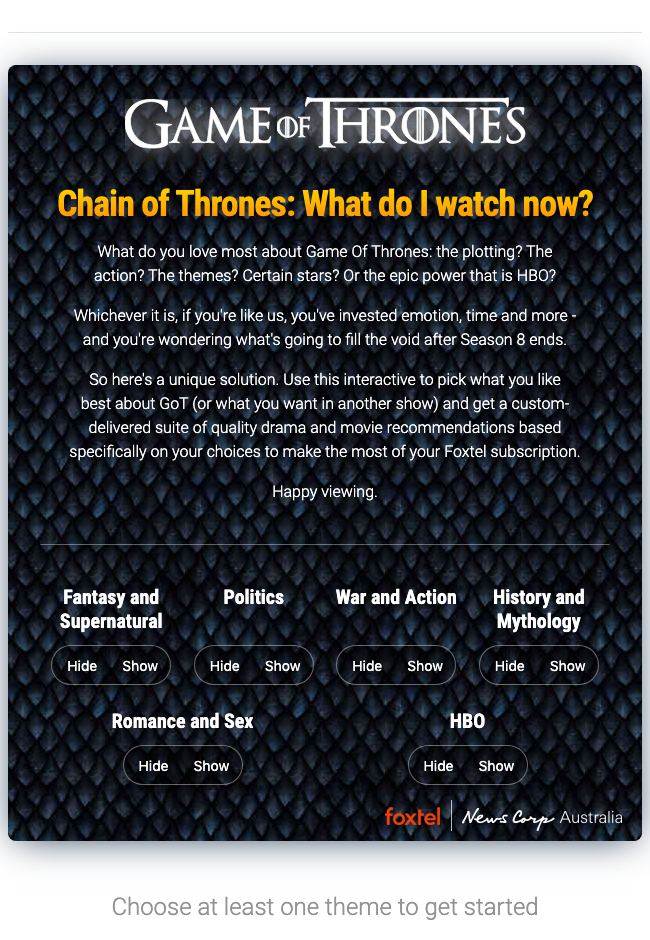 GAME OF THRONES
Chain of Thrones: What do I watch now?
What do you love most about Game Of Thrones: the plotting? The
action? The themes? Certain stars? Or the epic power that is HBO?
Whichever it is, if you're like us, you've invested emotion, time and more -
and you're wondering what's going to fill the void after Season 8 ends.
So here's a unique solution. Use this interactive to pick what you like
best about GoT (or what you want in another show) and get a custom-
delivered suite of quality drama and movie recommendations based
specifically on your choices to make the most of your Foxtel subscription.
Happy viewing.
Fantasy and
Supernatural
Hide Show
Politics
Hide Show
War and Action
Hide Show
History and
Mythology
Hide Show
Romance and Sex
Hide Show
HBO
Hide Show
foxtel News Corp Australia
Choose at least one theme to get started